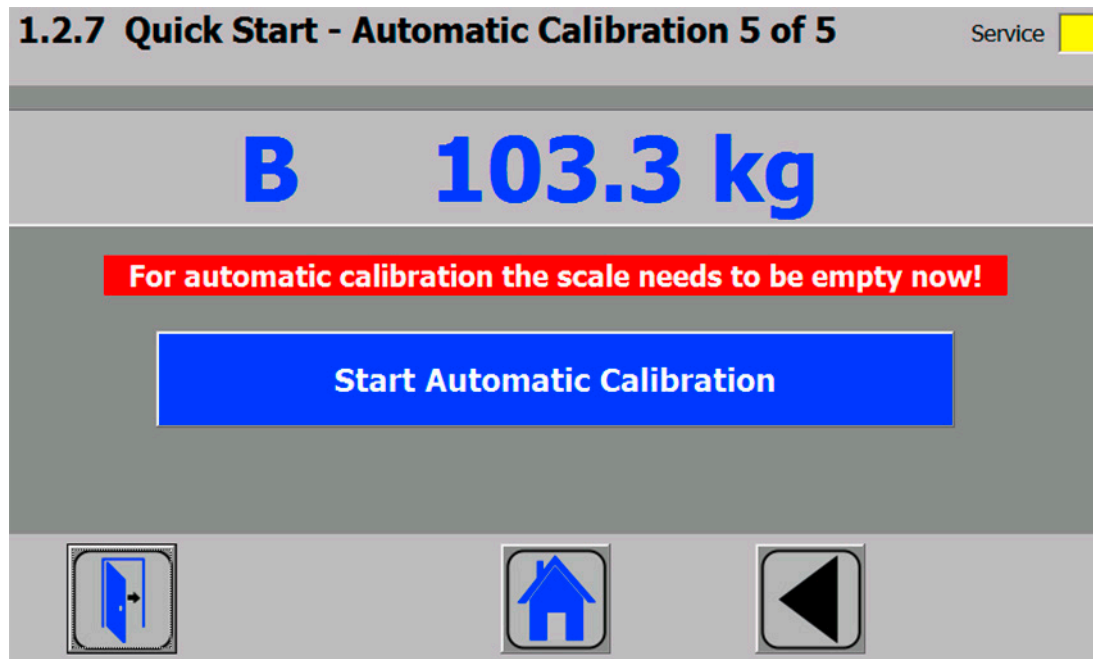 1.2.7 Quick Start - Automatic Calibration 5 of 5
Service
B 103.3 kg
For automatic calibration the scale needs to be empty now!
Start Automatic Calibration